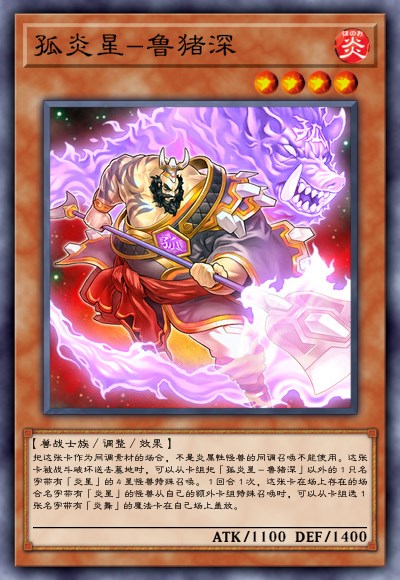 孤炎星-鲁猪深
ほのお
炎
孤
【兽战士族/调整/效果】
把这张卡作为同调素材的场合，不是炎属性怪兽的同调召唤不能使用。这张
卡被战斗破坏送去墓地时，可以从卡组把「孤炎星-鲁猪深」以外的1只名
字带有「炎星」的4星怪兽特殊召唤。1回合1次，这张卡在场上存在的场
合名字带有「炎星」的怪兽从自己的额外卡组特殊召唤时，可以从卡组选1
张名字带有「炎舞」的魔法卡在自己场上盖放。
ATK/1100 DEF/1400